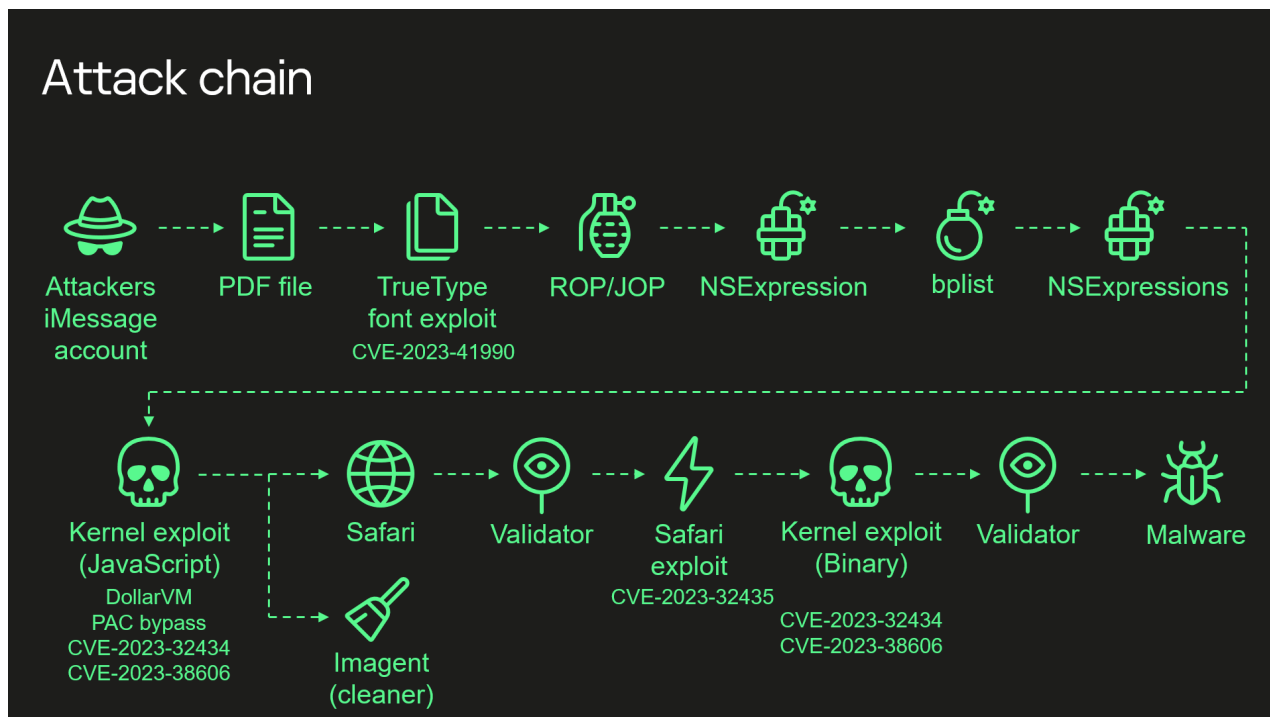 Attack chain
Attackers
iMessage
account
PDF file
TrueType
font exploit
CVE-2023-41990
ROP/JOP
NSExpression
bplist
NSExpressions
Kernel exploit
(JavaScript)
DollarVM
PAC bypass
CVE-2023-32434
CVE-2023-38606
Safari
Imagent
(cleaner)
Validator
Safari
exploit
CVE-2023-32435
Kernel exploit
(Binary)
CVE-2023-32434
CVE-2023-38606
Validator
Malware